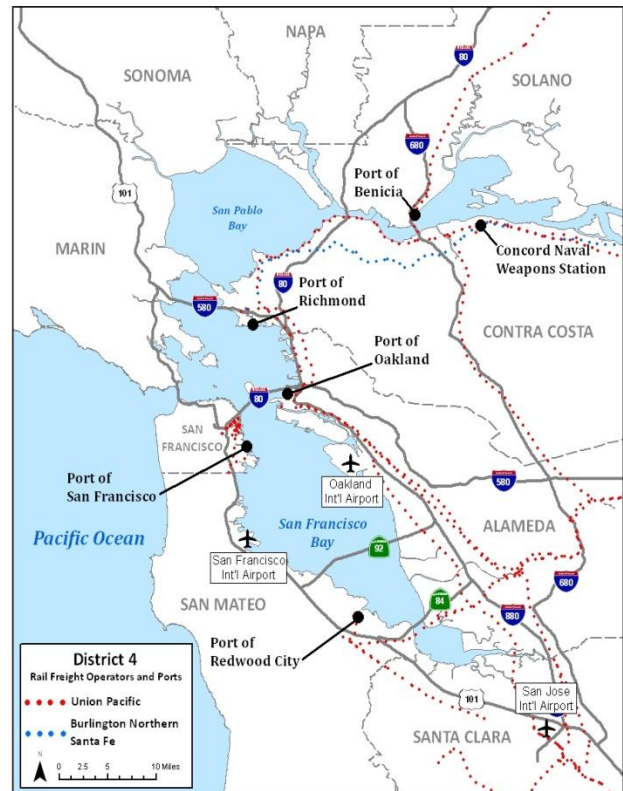 NAPA
INTERSTATE
80
SONOMA
SOLANO
680
Port of
Benicia
101
San Pablo
Bay
MARIN
Concord Naval
Weapons Station
80
Port of
Richmond
580
CONTRA COSTA
Port of
Oakland
80
SAN
FRANCISCO
Port of
San Francisco
580
Oakland
Int'l Airport
San Francisco
Bay
ALAMEDA
Pacific Ocean
92
San Francisco
Int'l Airport
680
SAN MATEO
84
880
Port of
Redwood City
District 4
Rail Freight Operators and Ports
Union Pacific
Burlington Northern
Santa Fe
N
0 2.5 5 10 Miles
101
San Jose
Int'l Airport
SANTA CLARA